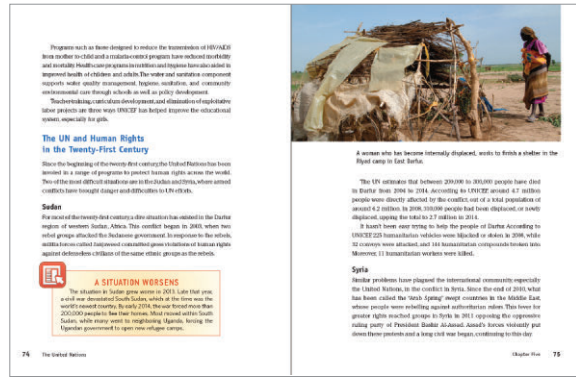 Programs such as those designed to reduce the transmission of HIV/AIDS
from mother to child and a malaria-control program have reduced morbidity
and mortality. Health care programs in nutrition and hygiene have also aided in
improved health of children and adults. The water and sanitation component
supports water quality management, hygiene, sanitation, and community
environmental care through schools as well as policy development.
Teacher training, curriculum development, and elimination of exploitative
labor projects are three ways UNICEF has helped improve the educational
system, especially for girls.
The UN and Human Rights
in the Twenty-First Century
Since the beginning of the twenty-first century, the United Nations has been
involved in a range of programs to protect human rights across the world.
Two of the most difficult situations are in the Sudan and Syria, where armed
conflicts have brought danger and difficulties to UN efforts.
Sudan
For most of the twenty-first century, a dire situation has existed in the Darfur
region of western Sudan, Africa. This conflict began in 2003, when two
rebel groups attacked the Sudanese government. In response to the rebels,
militia forces called Janjaweed committed gross violations of human rights
against defenseless civilians of the same ethnic groups as the rebels.
A SITUATION WORSENS
The situation in Sudan grew worse in 2013. Late that year,
a civil war devastated South Sudan, which at the time was the
world's newest country. By early 2014, the war forced more than
200,000 people to flee their homes. Most moved within South
Sudan, while many went to neighboring Uganda, forcing the
Ugandan government to open new refugee camps.
74 The United Nations
A woman who has become internally displaced, works to finish a shelter in the
Riyad camp in East Darfur.
The UN estimates that between 200,000 to 300,000 people have died
in Darfur from 2004 to 2014. According to UNICEF around 4.7 million
people were directly affected by the conflict, out of a total population of
around 6.2 million. In 2008, 300,000 people had been displaced, or newly
displaced, upping the total to 2.7 million in 2014.
It hasn't been easy trying to help the people of Darfur. According to
UNICEF 225 humanitarian vehicles were hijacked or stolen in 2008, while
32 convoys were attacked, and 184 humanitarian compounds broken into.
Moreover, 11 humanitarian workers were killed.
Syria
Similar problems have plagued the international community, especially
the United Nations, in the conflict in Syria. Since the end of 2010, what
has been called the "Arab Spring" swept countries in the Middle East,
whose people were rebelling against authoritarian rulers. This fever for
greater rights reached groups in Syria in 2011 opposing the oppressive
ruling party of President Bashar Al-Assad. Assad's forces violently put
down these protests and a long civil war began, continuing to this day.
Chapter Five 75